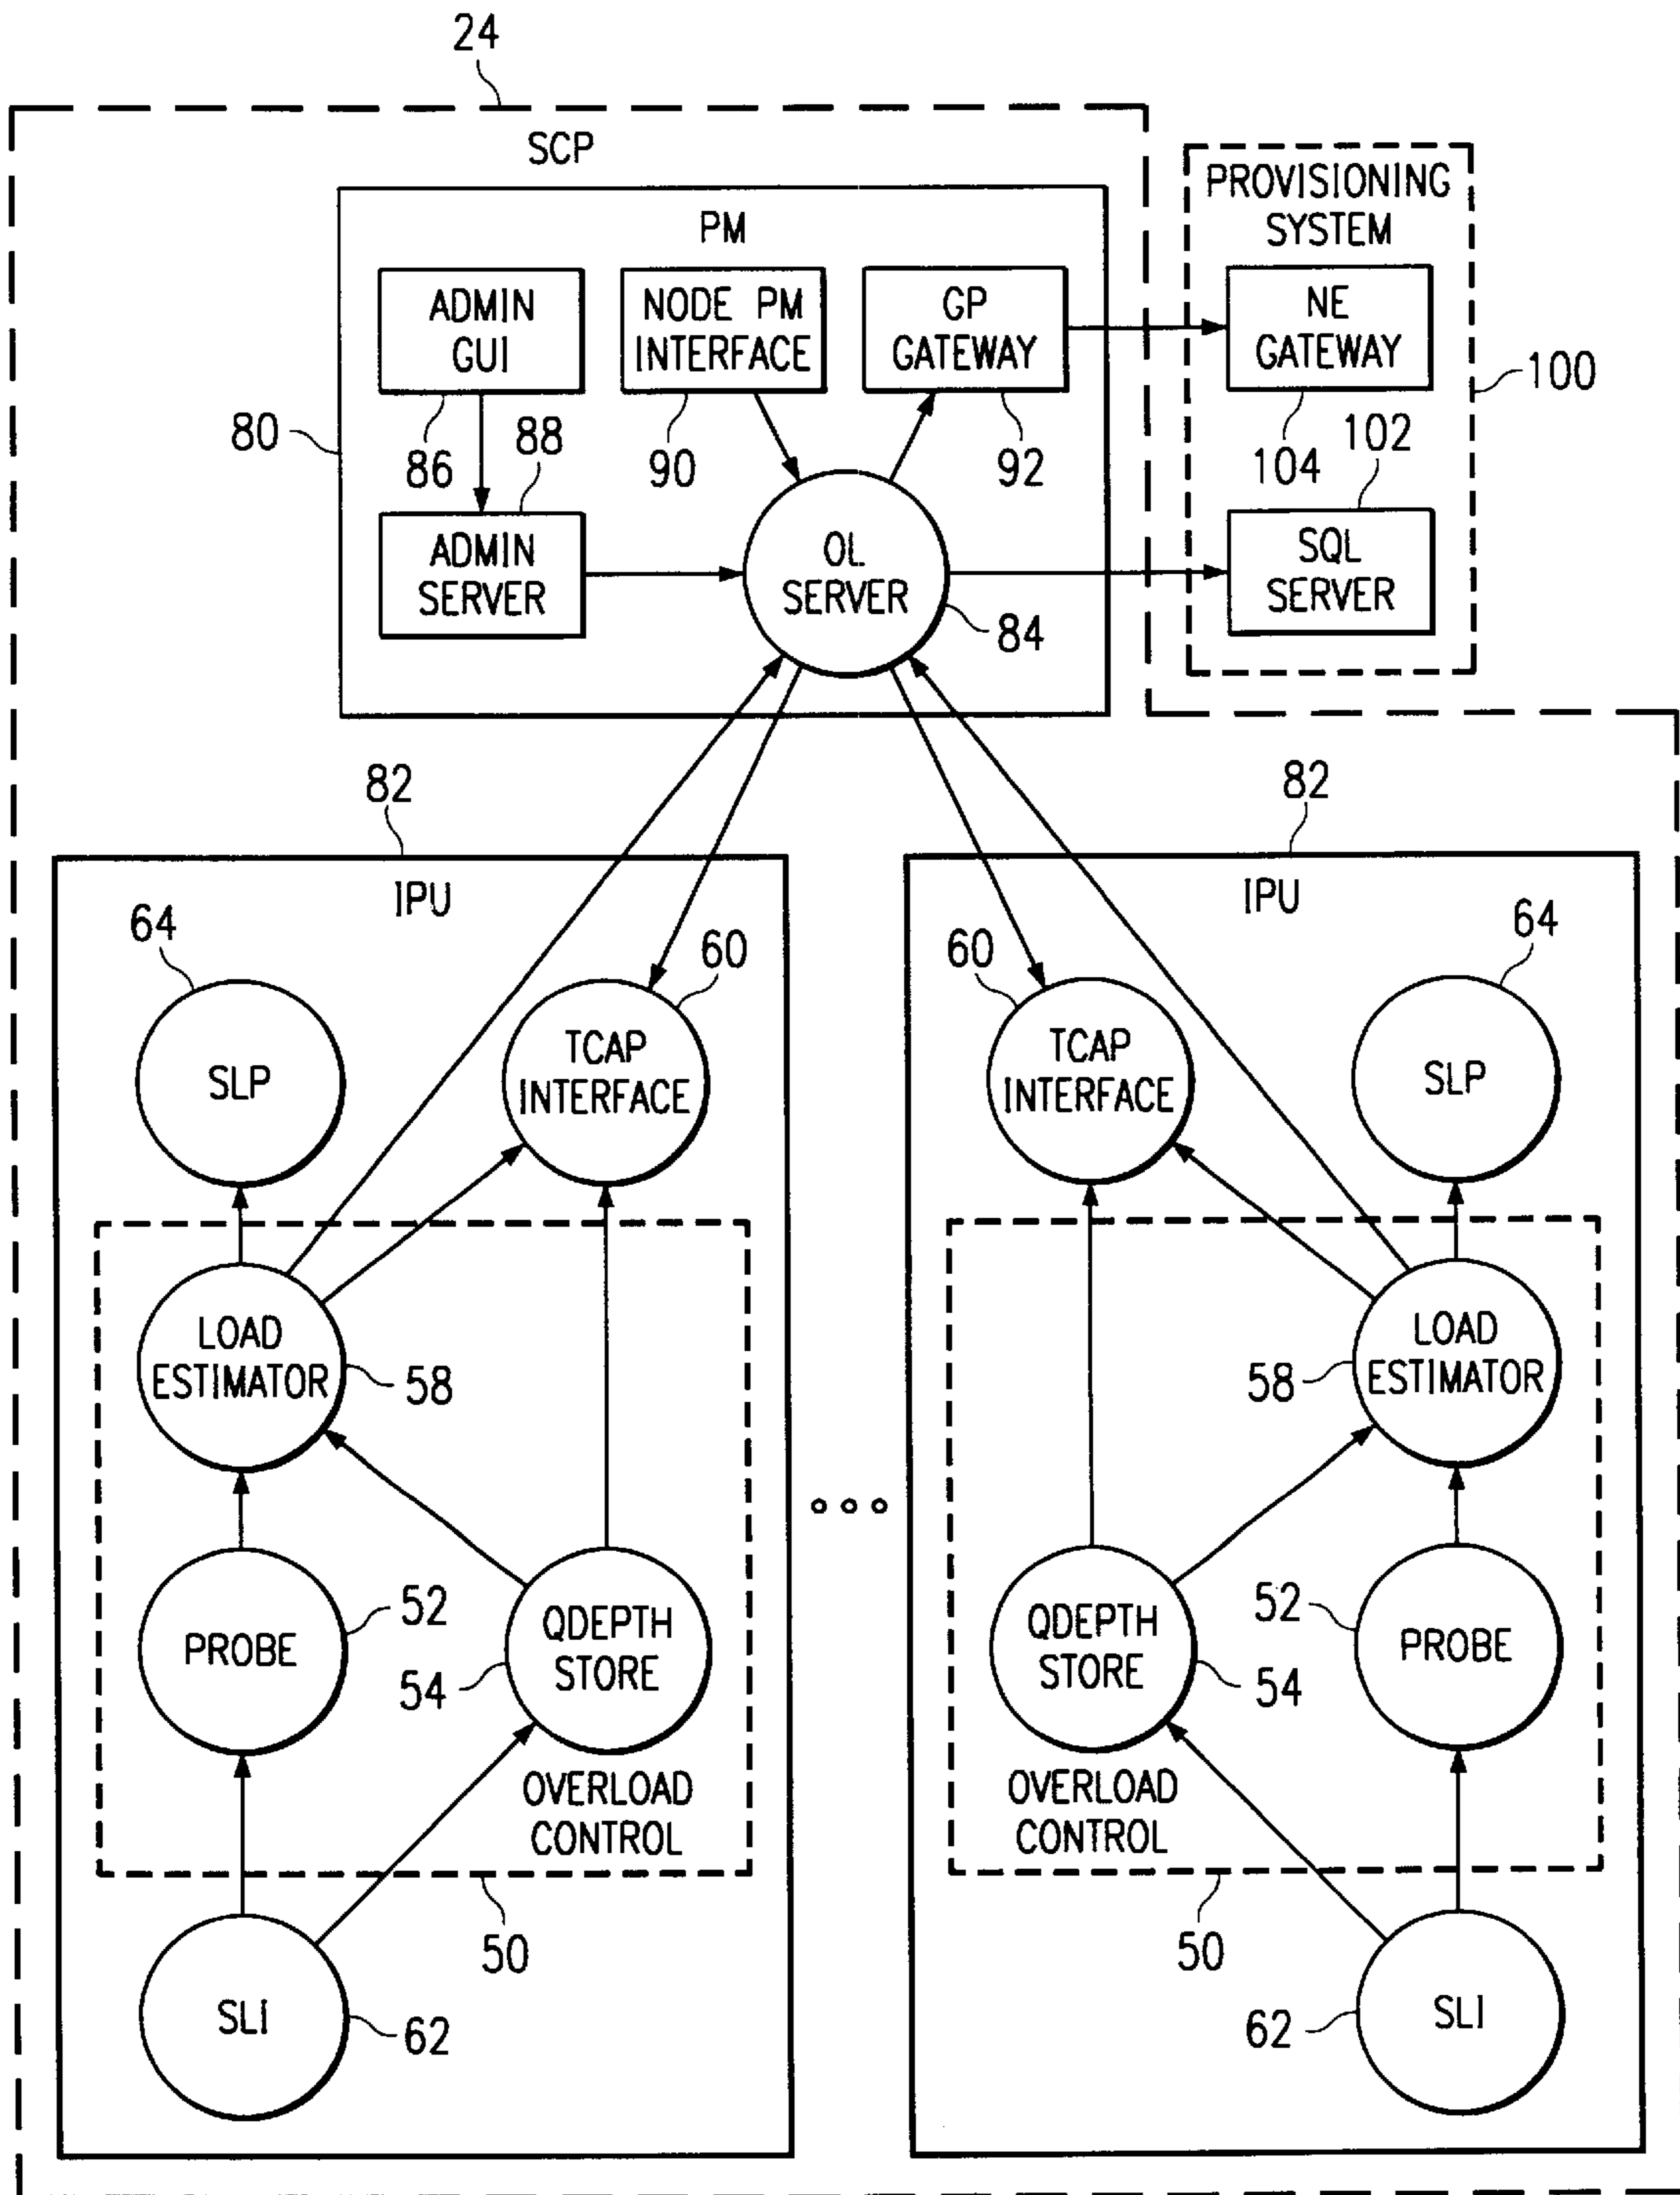 24
SCP
PROVISIONING
SYSTEM
PM
ADMIN
GUI
NODE PM
INTERFACE
GP
GATEWAY
NE
GATEWAY
100
80
86
88
90
92
104
102
ADMIN
SERVER
OL
SERVER
84
SQL
SERVER
82
82
IPU
IPU
64
60
60
64
SLP
TCAP
INTERFACE
TCAP
INTERFACE
SLP
LOAD
ESTIMATOR
58
58
LOAD
ESTIMATOR
PROBE
52
54
QDEPTH
STORE
QDEPTH
STORE
54
52
PROBE
OVERLOAD
CONTROL
OVERLOAD
CONTROL
50
50
SLI
62
62
SLI